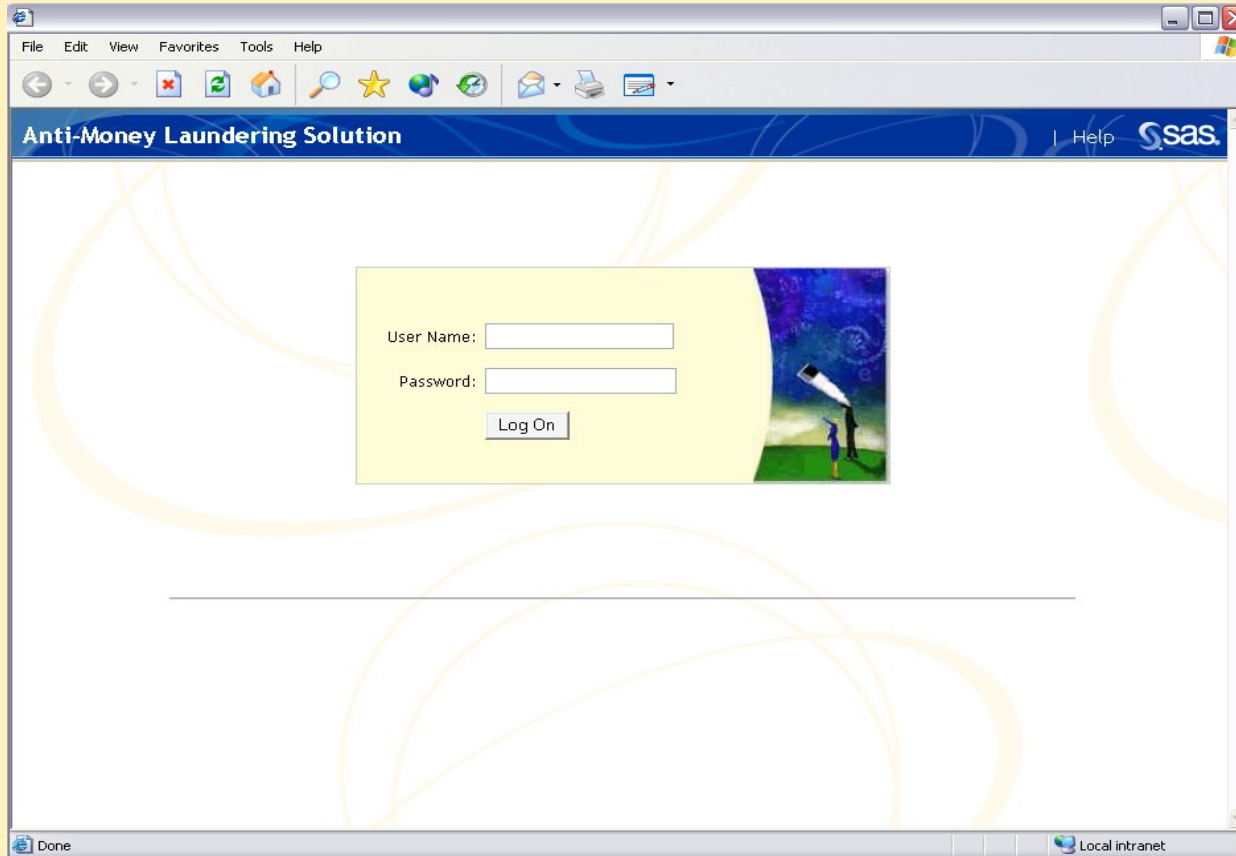 File Edit View Favorites Tools Help
Anti-Money Laundering Solution | Help sas.
User Name:
Password:
Log On
Done Local intranet